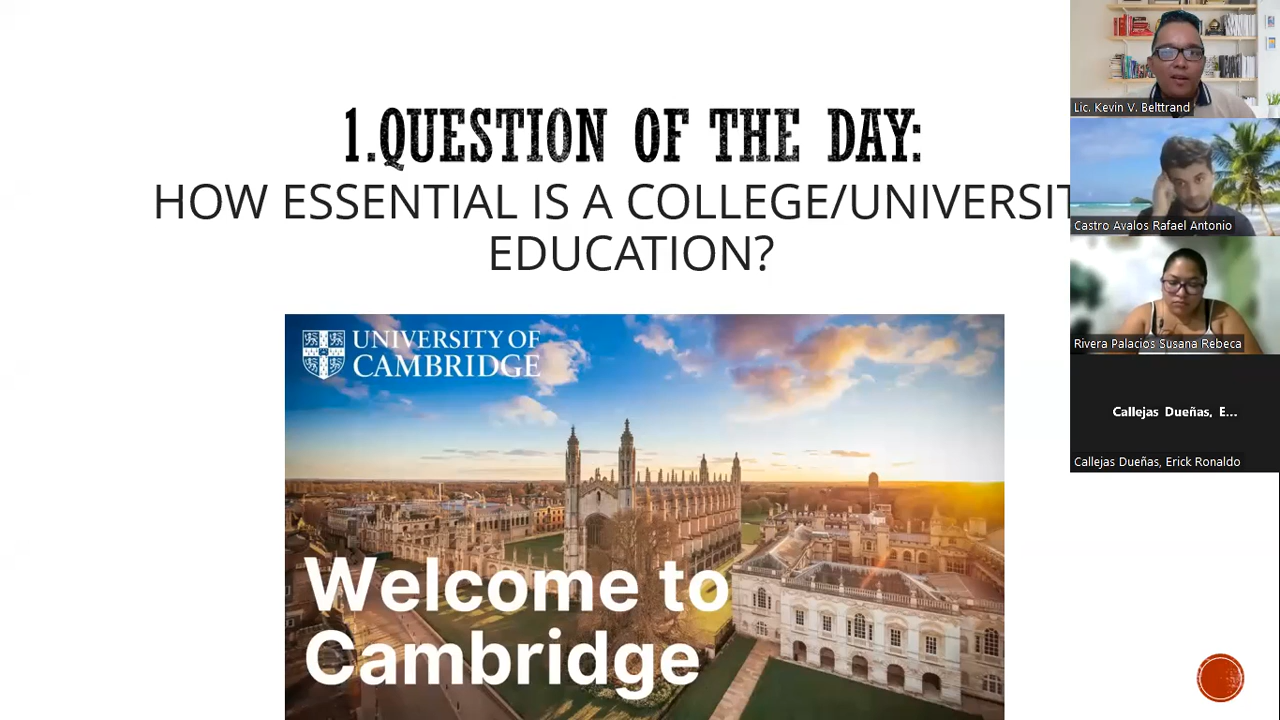 1.QUESTION OF THE DAY:
HOW ESSENTIAL IS A COLLEGE/UNIVERSIT
EDUCATION?
UNIVERSITY OF
CAMBRIDGE
Welcome to
Cambridge
Lic. Kevin V. Belttrand
Castro Avalos Rafael Antonio
Rivera Palacios Susana Rebeca
Callejas Dueñas, E...
Callejas Dueñas, Erick Ronaldo